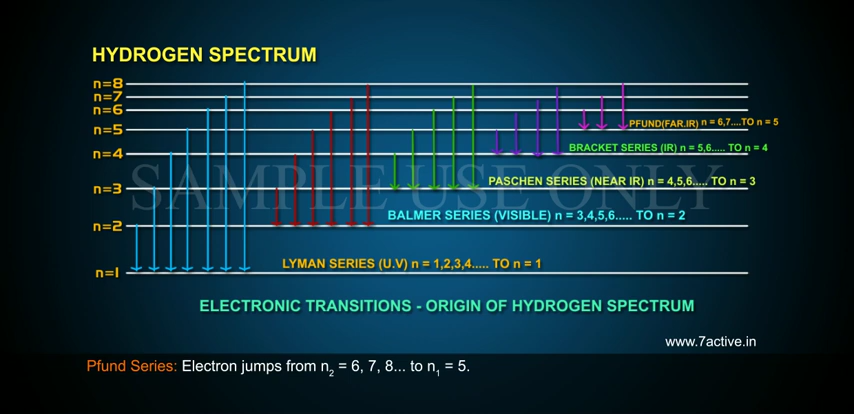 HYDROGEN SPECTRUM
n=8
n=7
n=6
PFUND(FAR.IR) n = 6,7....TO n = 5
n=5
BRACKET SERIES (IR) n = 5,6..... TO n = 4
n=4
SAMPLE USE ONLY
PASCHEN SERIES (NEAR IR) n = 4,5,6..... TO n = 3
n=3
BALMER SERIES (VISIBLE) n = 3,4,5,6..... TO n = 2
n=2
LYMAN SERIES (U.V) n = 1,2,3,4..... TO n = 1
n=1
ELECTRONIC TRANSITIONS - ORIGIN OF HYDROGEN SPECTRUM
www.7active.in
Pfund Series: Electron jumps from n₂ = 6, 7, 8... to n₁ = 5.